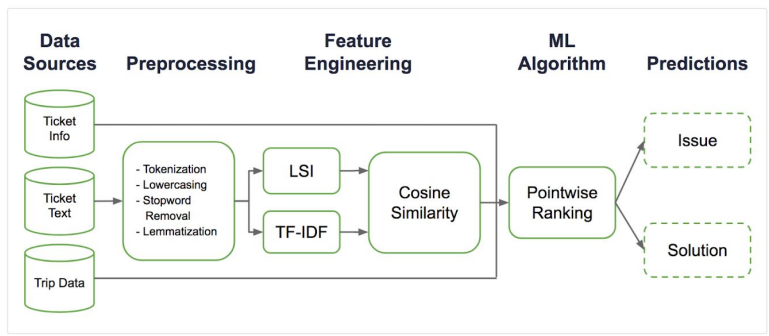 Data
Sources
Preprocessing
Feature
Engineering
ML
Algorithm
Predictions
Ticket
Info
Ticket
Text
Trip Data
- Tokenization
- Lowercasing
- Stopword
Removal
- Lemmatization
LSI
TF-IDF
Cosine
Similarity
Pointwise
Ranking
Issue
Solution